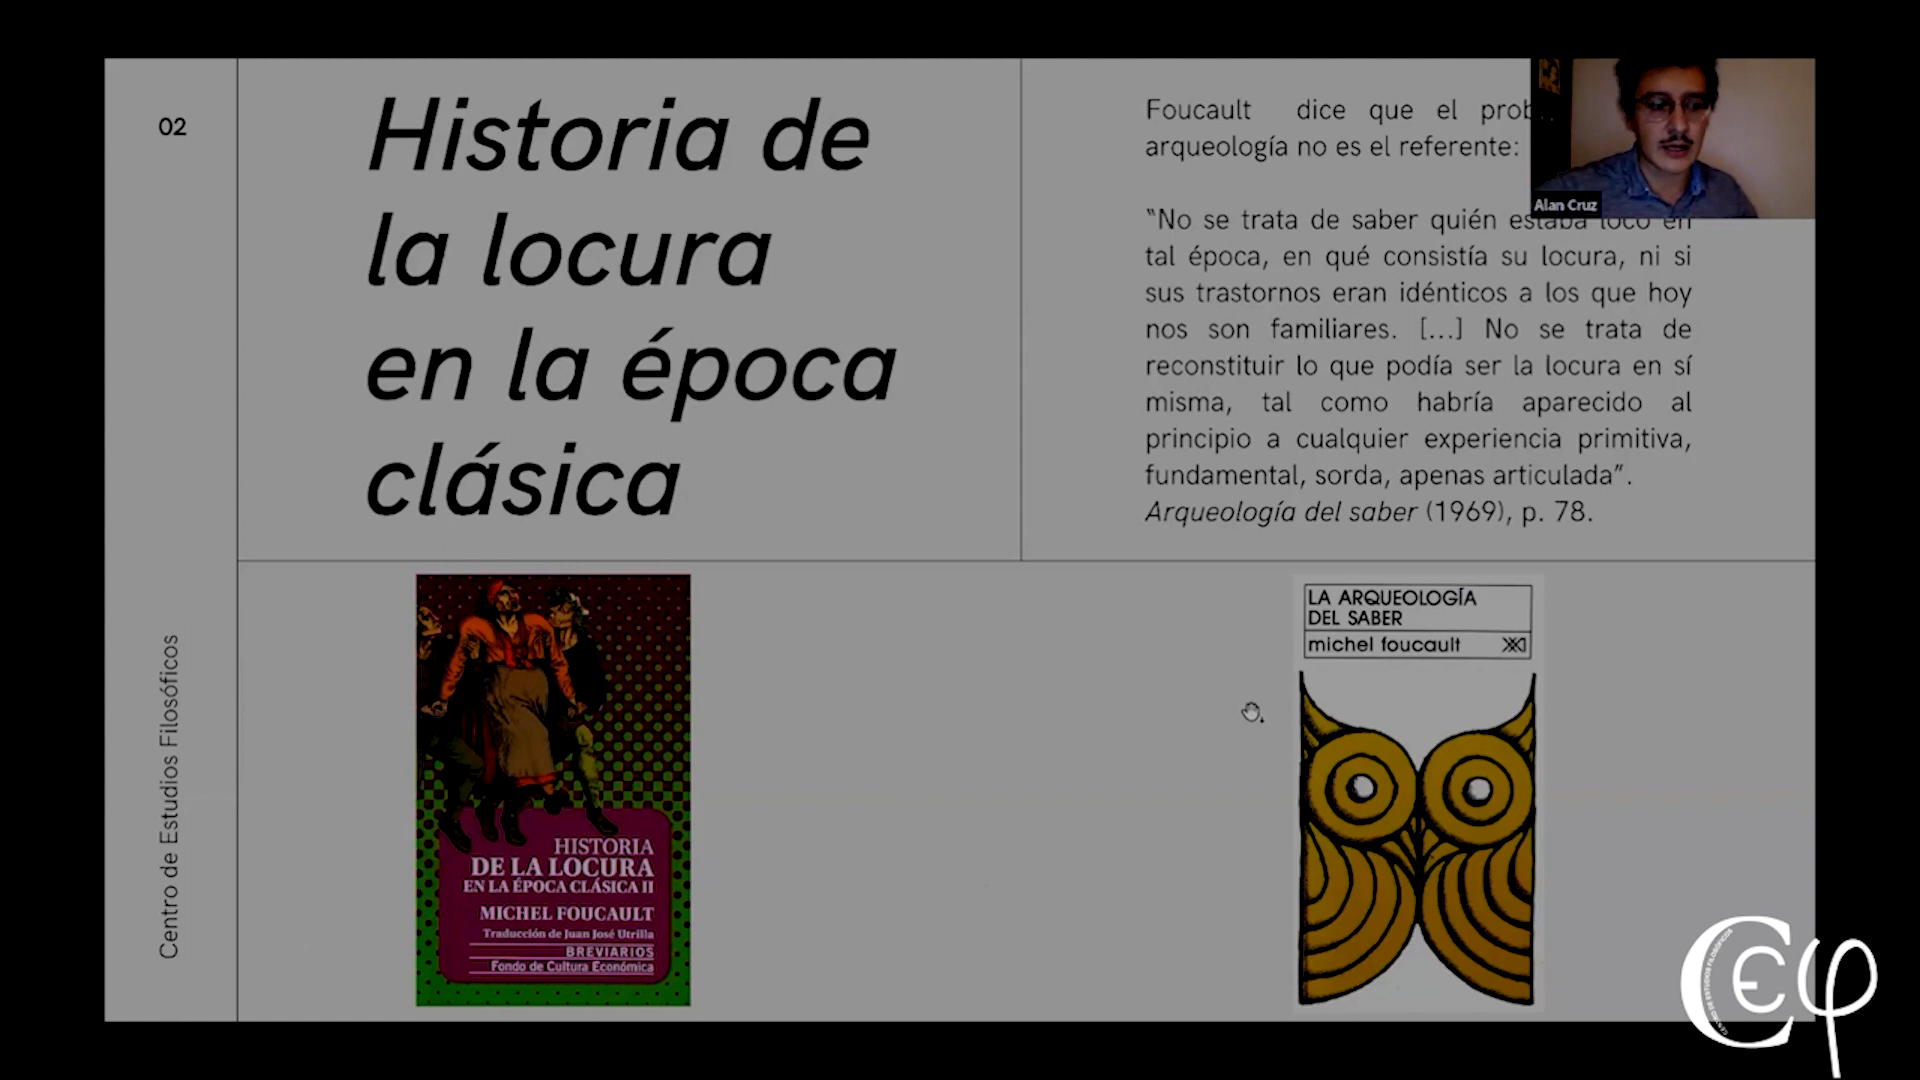 02
Historia de
la locura
en la época
clásica
Foucault dice que el
arqueología no es el referente:
"No se trata de saber quién estaba loco en
tal época, en qué consistía su locura, ni si
sus trastornos eran idénticos a los que hoy
nos son familiares. [...] No se trata de
reconstituir lo que podía ser la locura en sí
misma, tal como habría aparecido al
principio a cualquier experiencia primitiva,
fundamental, sorda, apenas articulada".
Arqueología del saber (1969), p. 78.
Alan Cruz
Centro de Estudios Filosóficos
HISTORIA
DE LA LOCURA
EN LA ÉPOCA CLÁSICA II
MICHEL FOUCAULT
Traducción de Juan José Utrilla
BREVIARIOS
Fondo de Cultura Económica
LA ARQUEOLOGÍA
DEL SABER
michel foucault
CEφ
CENTRO DE ESTUDIOS FILOSÓFICOS